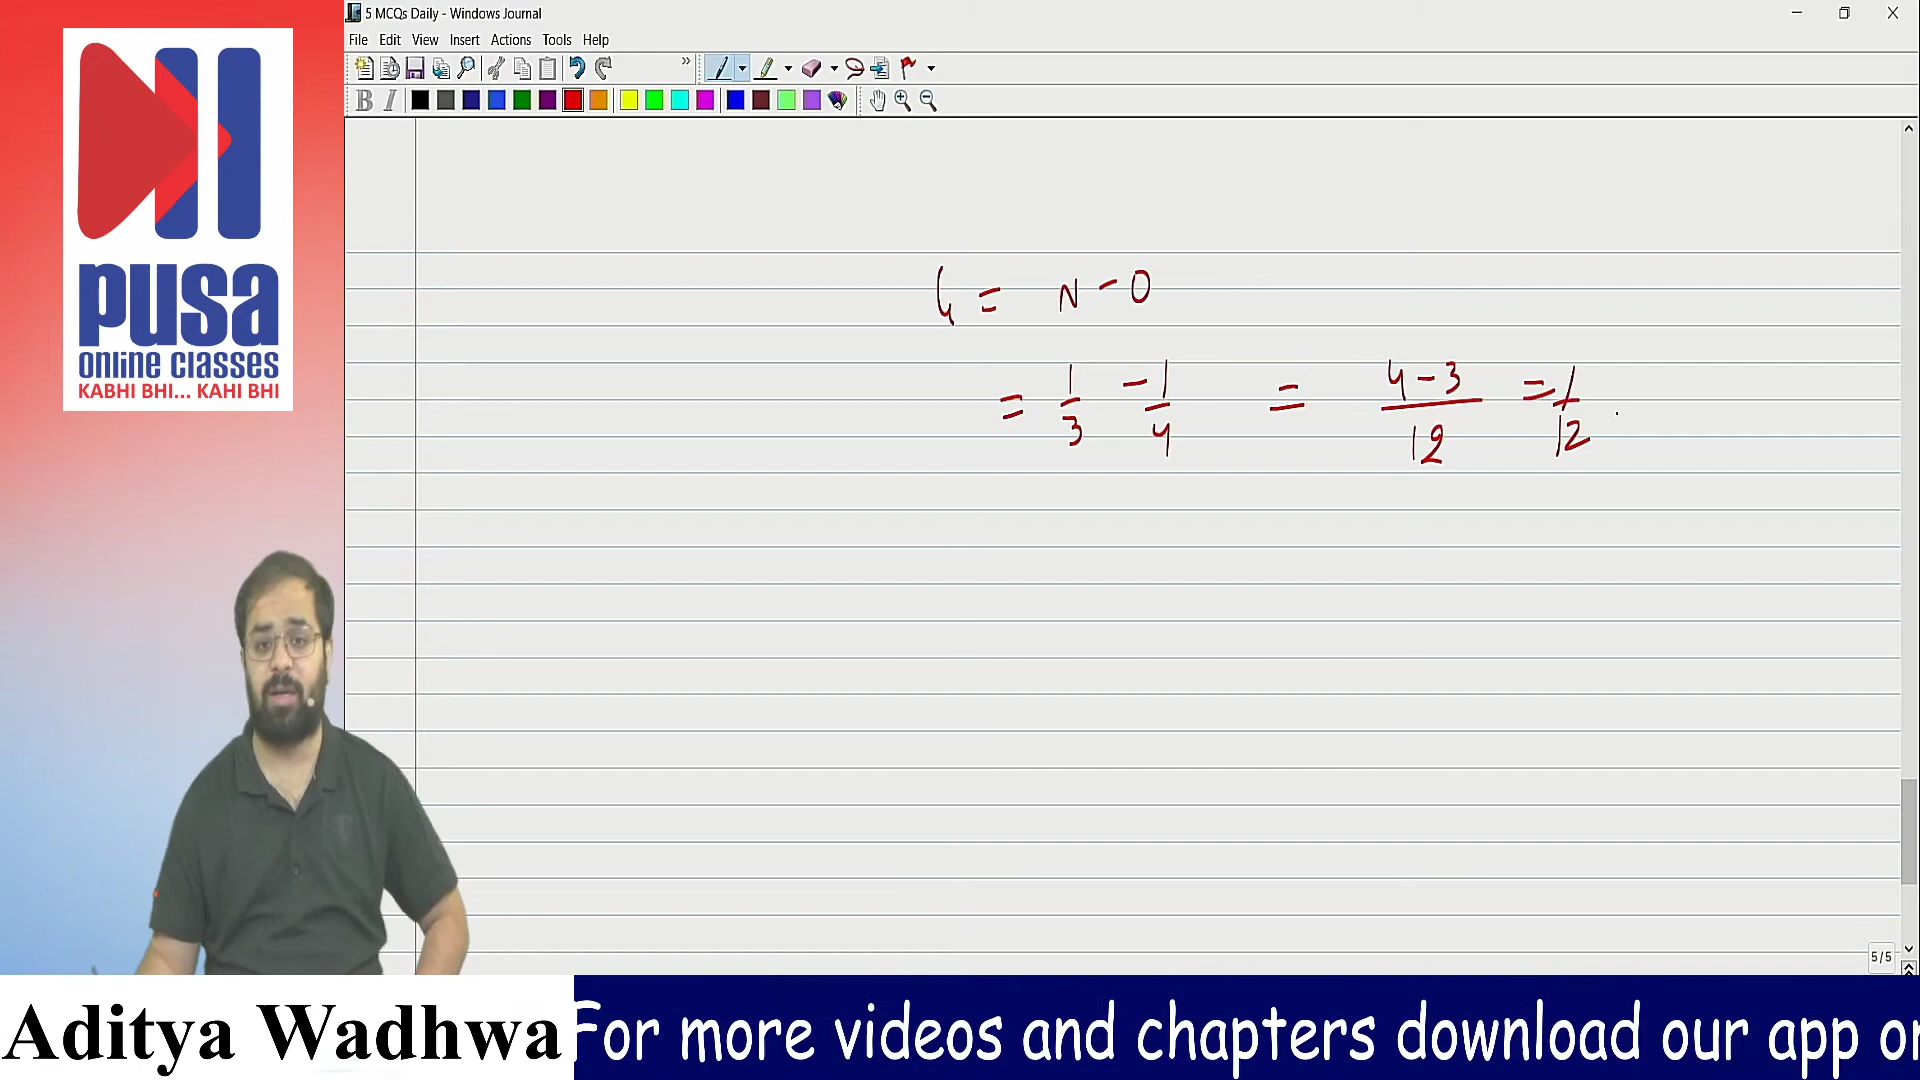 5 MCQs Daily - Windows Journal
File Edit View Insert Actions Tools Help
B I
PUSA
ONLINE CLASSES
KABHI BHI... KAHI BHI
G = N - O
= 1/3 - 1/4 = 4-3/12 = 1/12
5/5
Aditya Wadhwa
For more videos and chapters download our app or